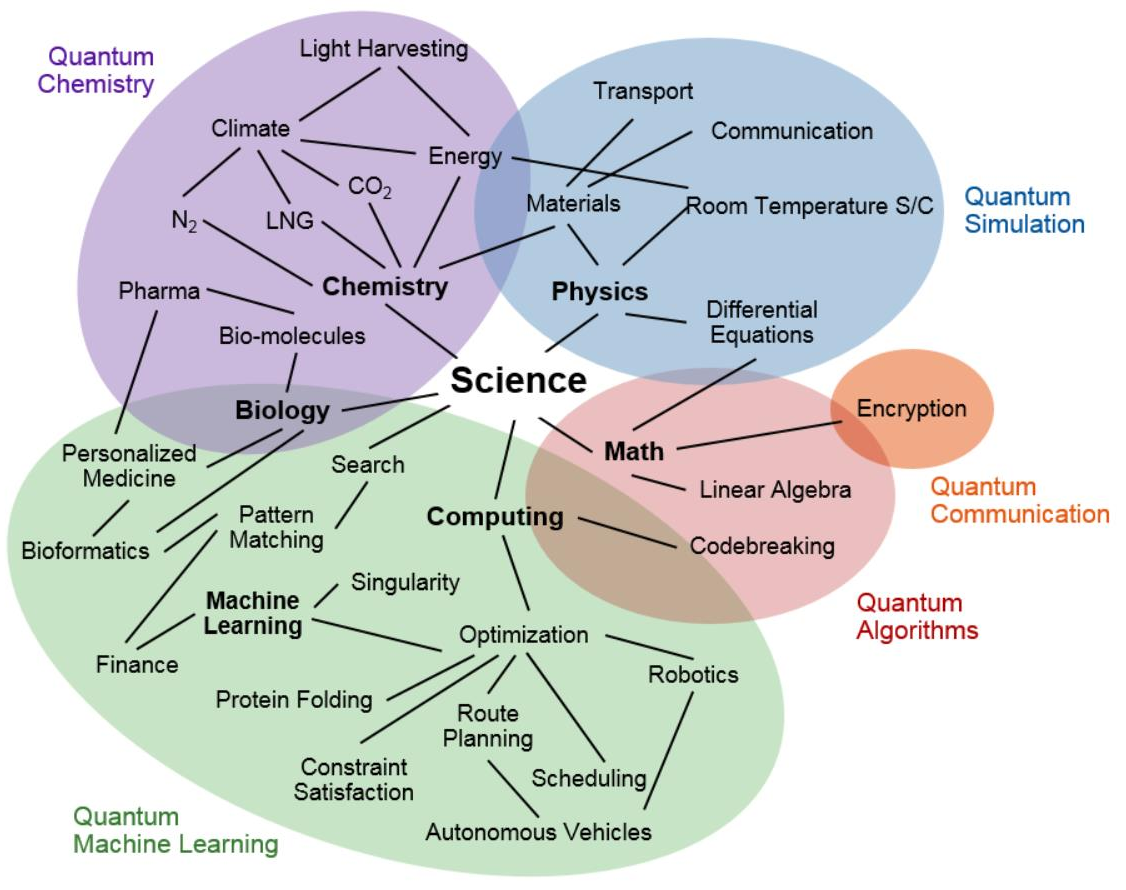 Quantum
Chemistry
Light Harvesting
Climate
Energy
CO₂
N₂
LNG
Chemistry
Pharma
Bio-molecules
Transport
Communication
Materials
Room Temperature S/C
Physics
Differential
Equations
Quantum
Simulation
Science
Biology
Personalized
Medicine
Search
Bioformatics
Pattern
Matching
Computing
Math
Encryption
Linear Algebra
Codebreaking
Quantum
Communication
Quantum
Algorithms
Singularity
Machine
Learning
Finance
Optimization
Robotics
Protein Folding
Route
Planning
Constraint
Satisfaction
Scheduling
Autonomous Vehicles
Quantum
Machine Learning